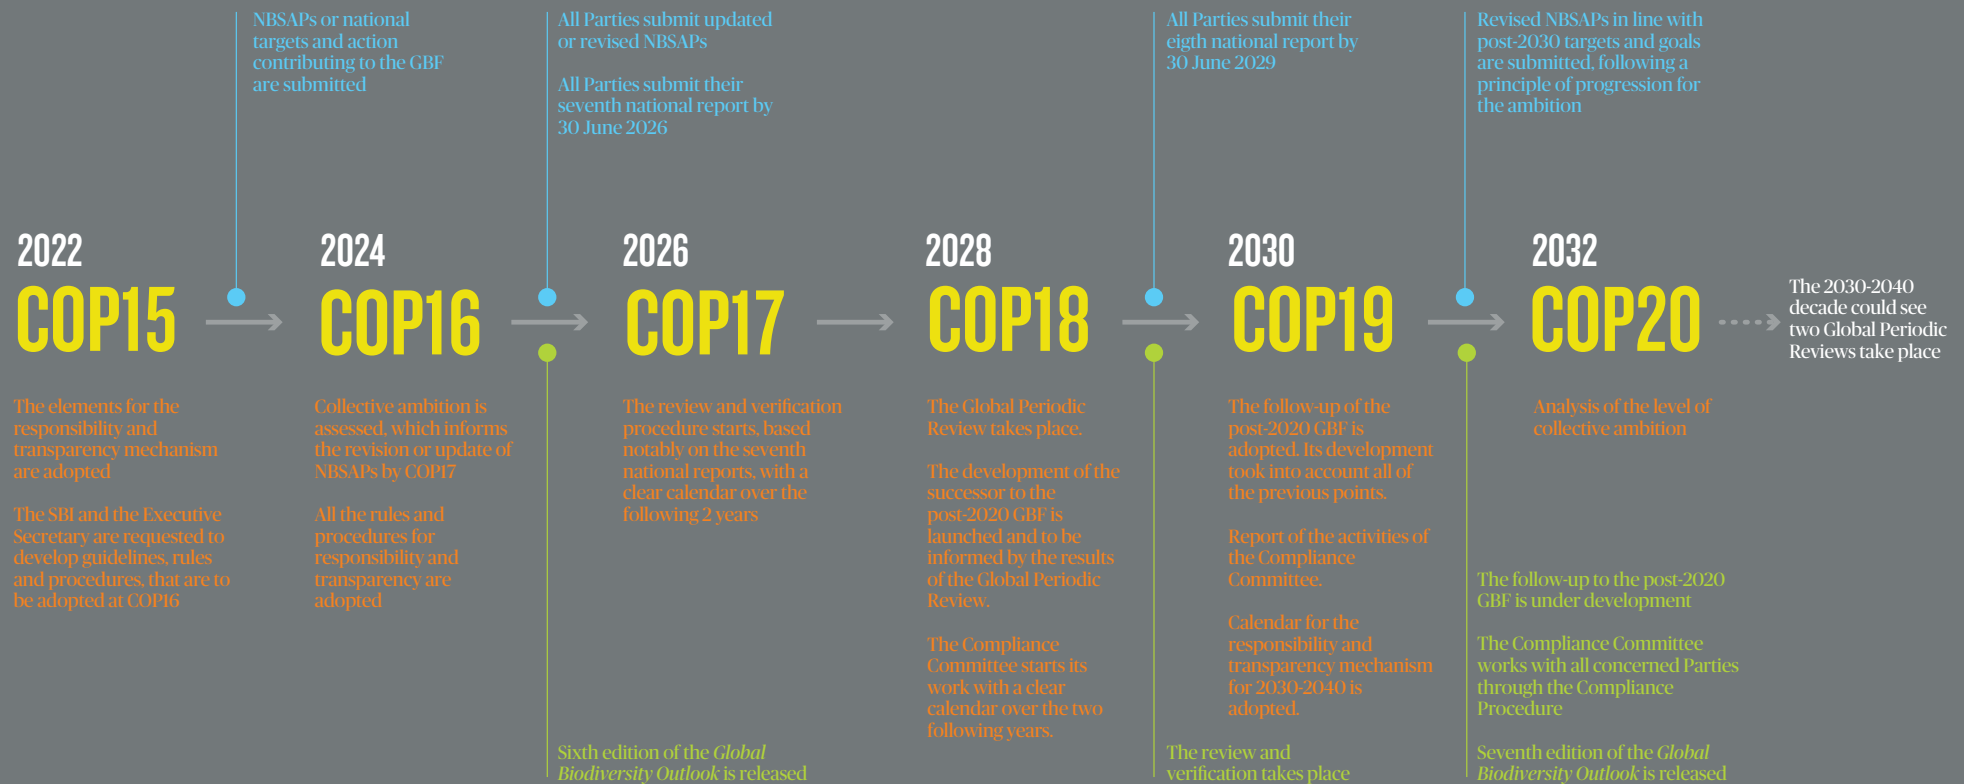 NBSAPs or national
targets and action
contributing to the GBF
are submitted
All Parties submit updated
or revised NBSAPs
All Parties submit their
seventh national report by
30 June 2026
All Parties submit their
eigth national report by
30 June 2029
Revised NBSAPs in line with
post-2030 targets and goals
are submitted, following a
principle of progression for
the ambition
2022
COP15
2024
COP16
2026
COP17
2028
COP18
2030
COP19
2032
COP20
The 2030-2040
decade could see
two Global Periodic
Reviews take place
The elements for the
responsibility and
transparency mechanism
are adopted
The SBI and the Executive
Secretary are requested to
develop guidelines, rules
and procedures, that are to
be adopted at COP16
Collective ambition is
assessed, which informs
the revision or update of
NBSAPs by COP17
All the rules and
procedures for
responsibility and
transparency are
adopted
The review and verification
procedure starts, based
notably on the seventh
national reports, with a
clear calendar over the
following 2 years
The Global Periodic
Review takes place.
The development of the
successor to the
post-2020 GBF is
launched and to be
informed by the results
of the Global Periodic
Review.
The Compliance
Committee starts its
work with a clear
calendar over the two
following years.
The follow-up of the
post-2020 GBF is
adopted. Its development
took into account all of
the previous points.
Report of the activities of
the Compliance
Committee.
Calendar for the
responsibility and
transparency mechanism
for 2030-2040 is
adopted.
Analysis of the level of
collective ambition
Sixth edition of the Global
Biodiversity Outlook is released
The review and
verification takes place
The follow-up to the post-2020
GBF is under development
The Compliance Committee
works with all concerned Parties
through the Compliance
Procedure
Seventh edition of the Global
Biodiversity Outlook is released